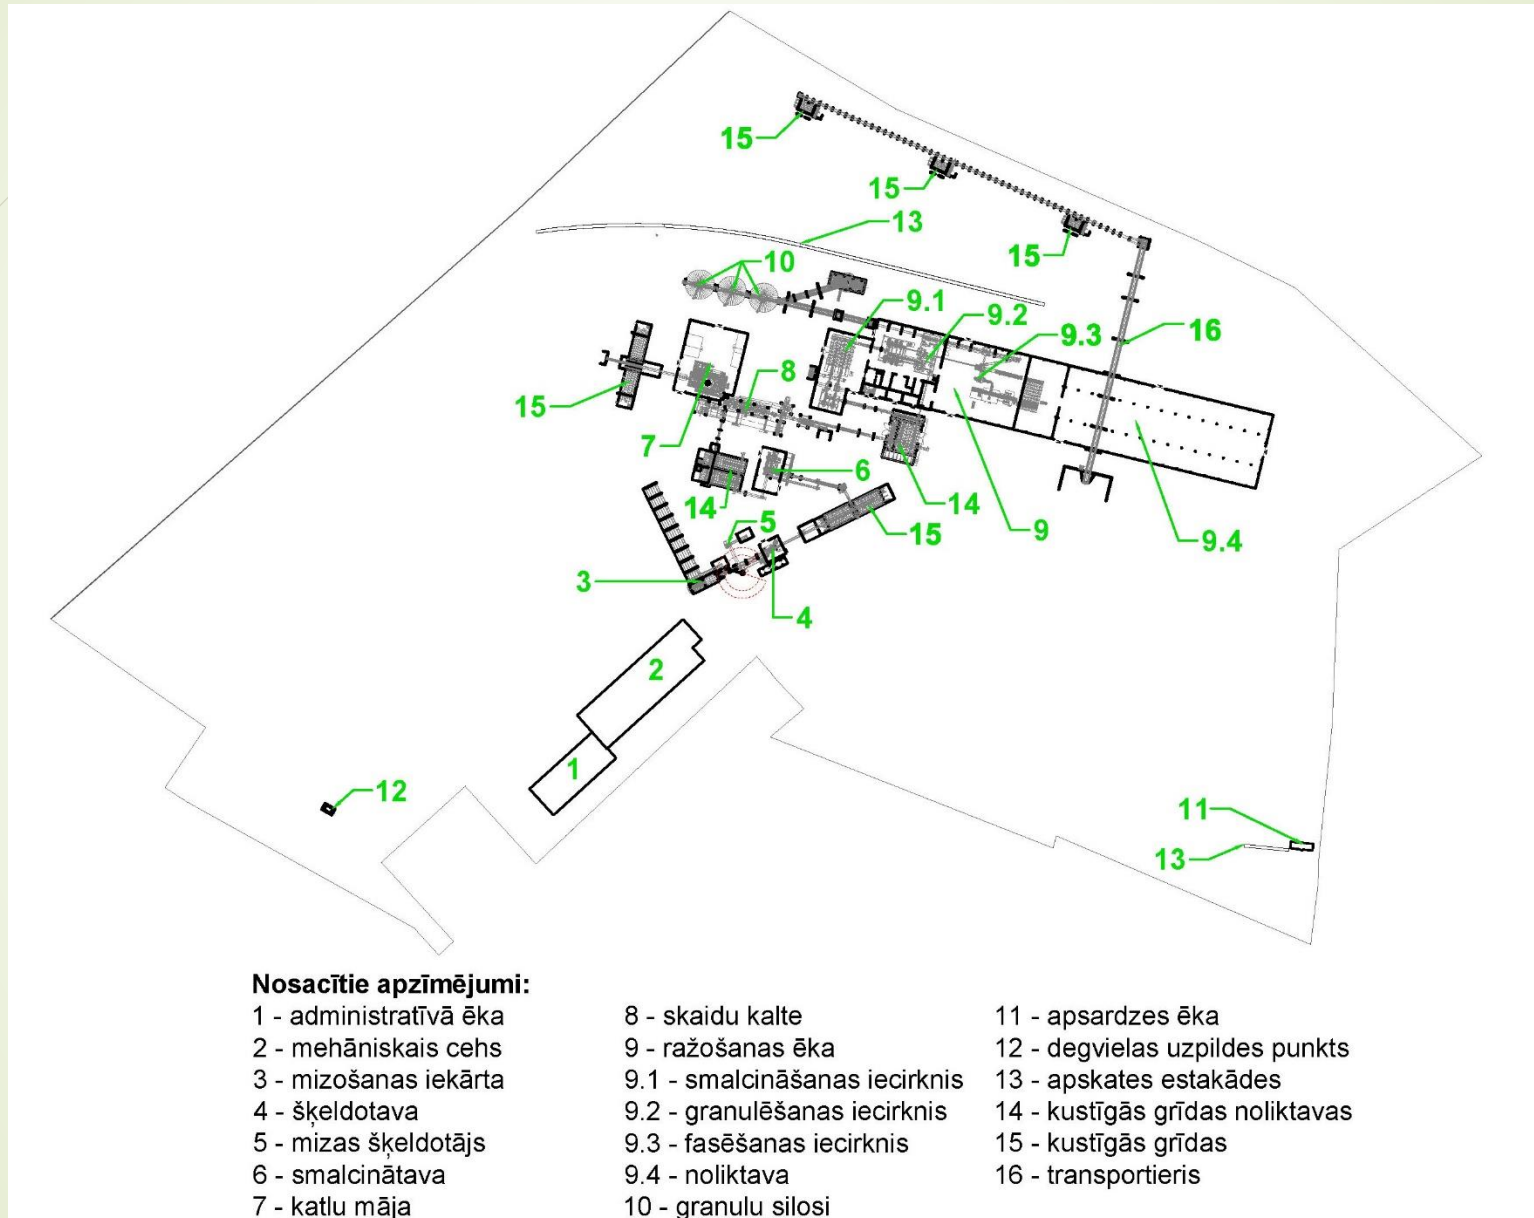 15
15
13
15
10
9.1
9.2
9.3
16
8
15
7
6
14
14
5
15
9
9.4
3
4
2
1
12
11
13
Nosacītie apzīmējumi:
1 - administratīvā ēka
2 - mehāniskais cehs
3 - mizošanas iekārta
4 - šķeldotava
5 - mizas šķeldotājs
6 - smalcinātava
7 - katlu māja
8 - skaidu kalte
9 - ražošanas ēka
9.1 - smalcināšanas iecirknis
9.2 - granulēšanas iecirknis
9.3 - fasēšanas iecirknis
9.4 - noliktava
10 - granulu silosi
11 - apsardzes ēka
12 - degvielas uzpildes punkts
13 - apskates estakādes
14 - kustīgās grīdas noliktavas
15 - kustīgās grīdas
16 - transportieris